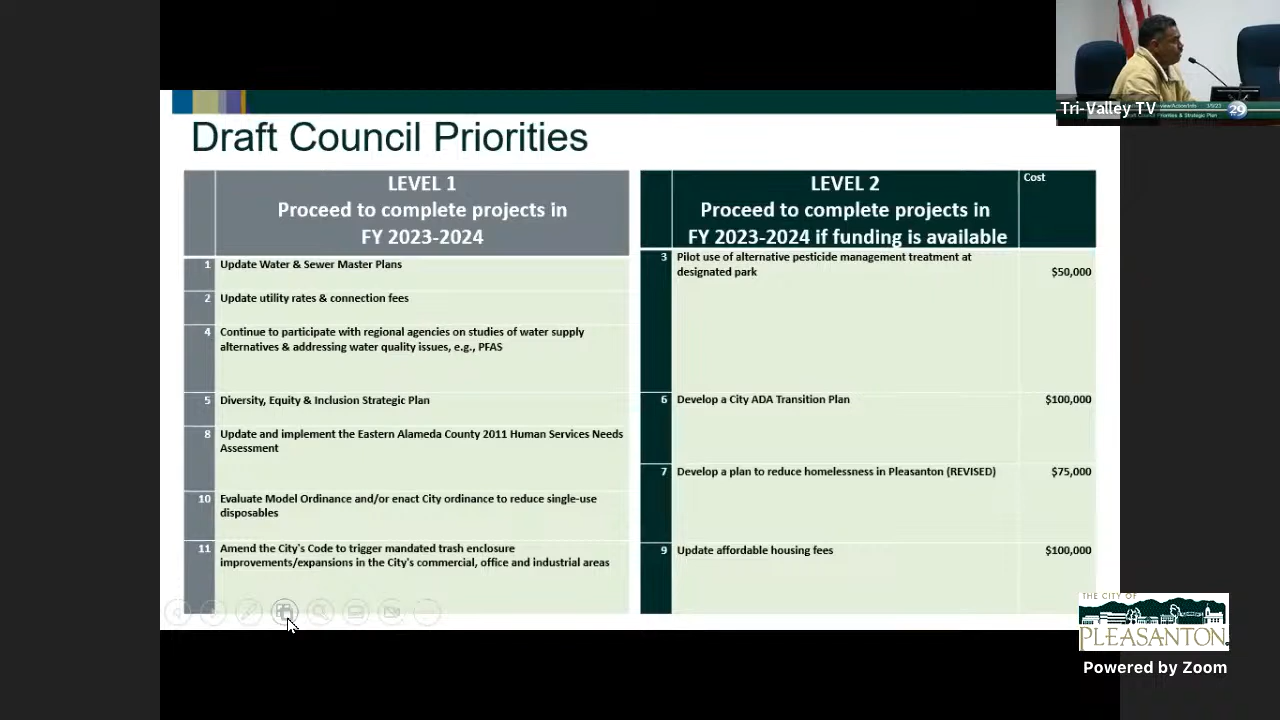 Draft Council Priorities
LEVEL 1
Proceed to complete projects in
FY 2023-2024
1 Update Water & Sewer Master Plans
2 Update utility rates & connection fees
4 Continue to participate with regional agencies on studies of water supply
alternatives & addressing water quality issues, e.g., PFAS
5 Diversity, Equity & Inclusion Strategic Plan
8 Update and implement the Eastern Alameda County 2011 Human Services Needs
Assessment
10 Evaluate Model Ordinance and/or enact City ordinance to reduce single-use
disposables
11 Amend the City's Code to trigger mandated trash enclosure
improvements/expansions in the City's commercial, office and industrial areas
LEVEL 2
Proceed to complete projects in
FY 2023-2024 if funding is available
Cost
3 Pilot use of alternative pesticide management treatment at
designated park $50,000
6 Develop a City ADA Transition Plan $100,000
7 Develop a plan to reduce homelessness in Pleasanton (REVISED) $75,000
9 Update affordable housing fees $100,000
Tri-Valley TV
29
Council Priorities & Strategic Plan
THE CITY OF
PLEASANTON
Powered by Zoom